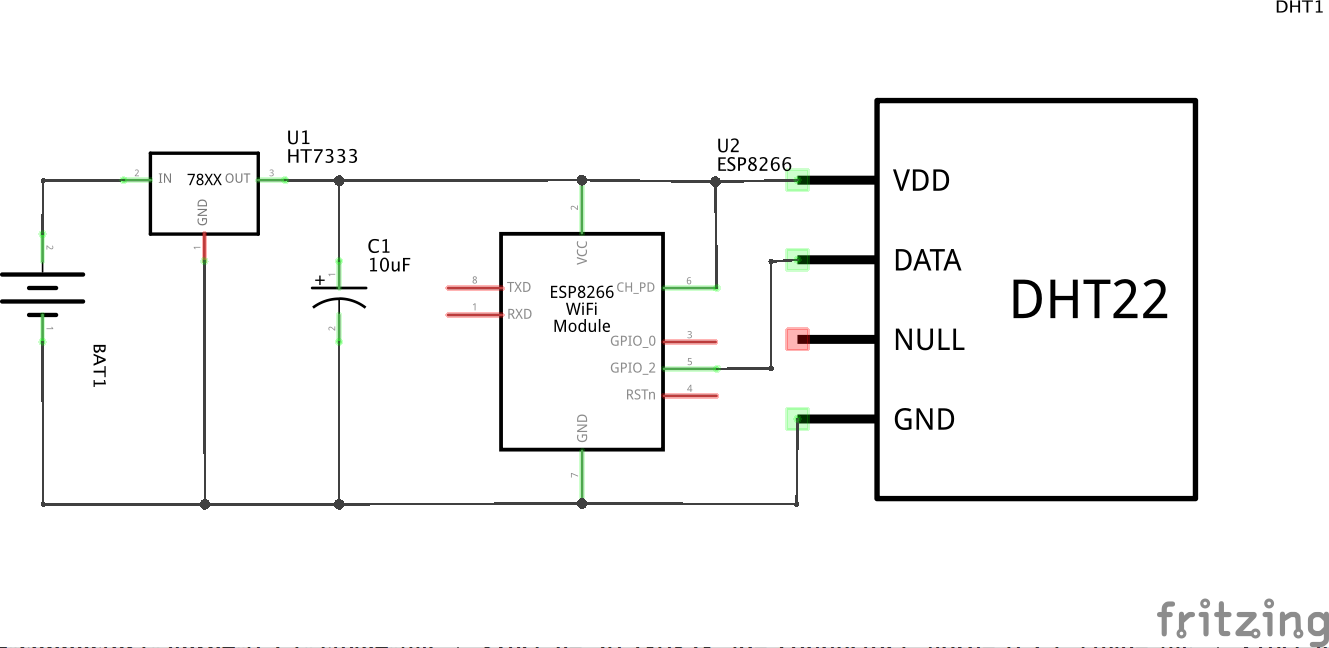 DHT1
U1
HT7333
U2
ESP8266
2
IN
78XX
OUT
3
GND
1
2
BAT1
1
C1
10uF
+
1
2
2
VCC
8
TXD
1
RXD
ESP8266
WiFi
Module
CH_PD
6
GPIO_0
3
GPIO_2
5
RSTn
4
GND
7
VDD
DATA
NULL
GND
DHT22
fritzing